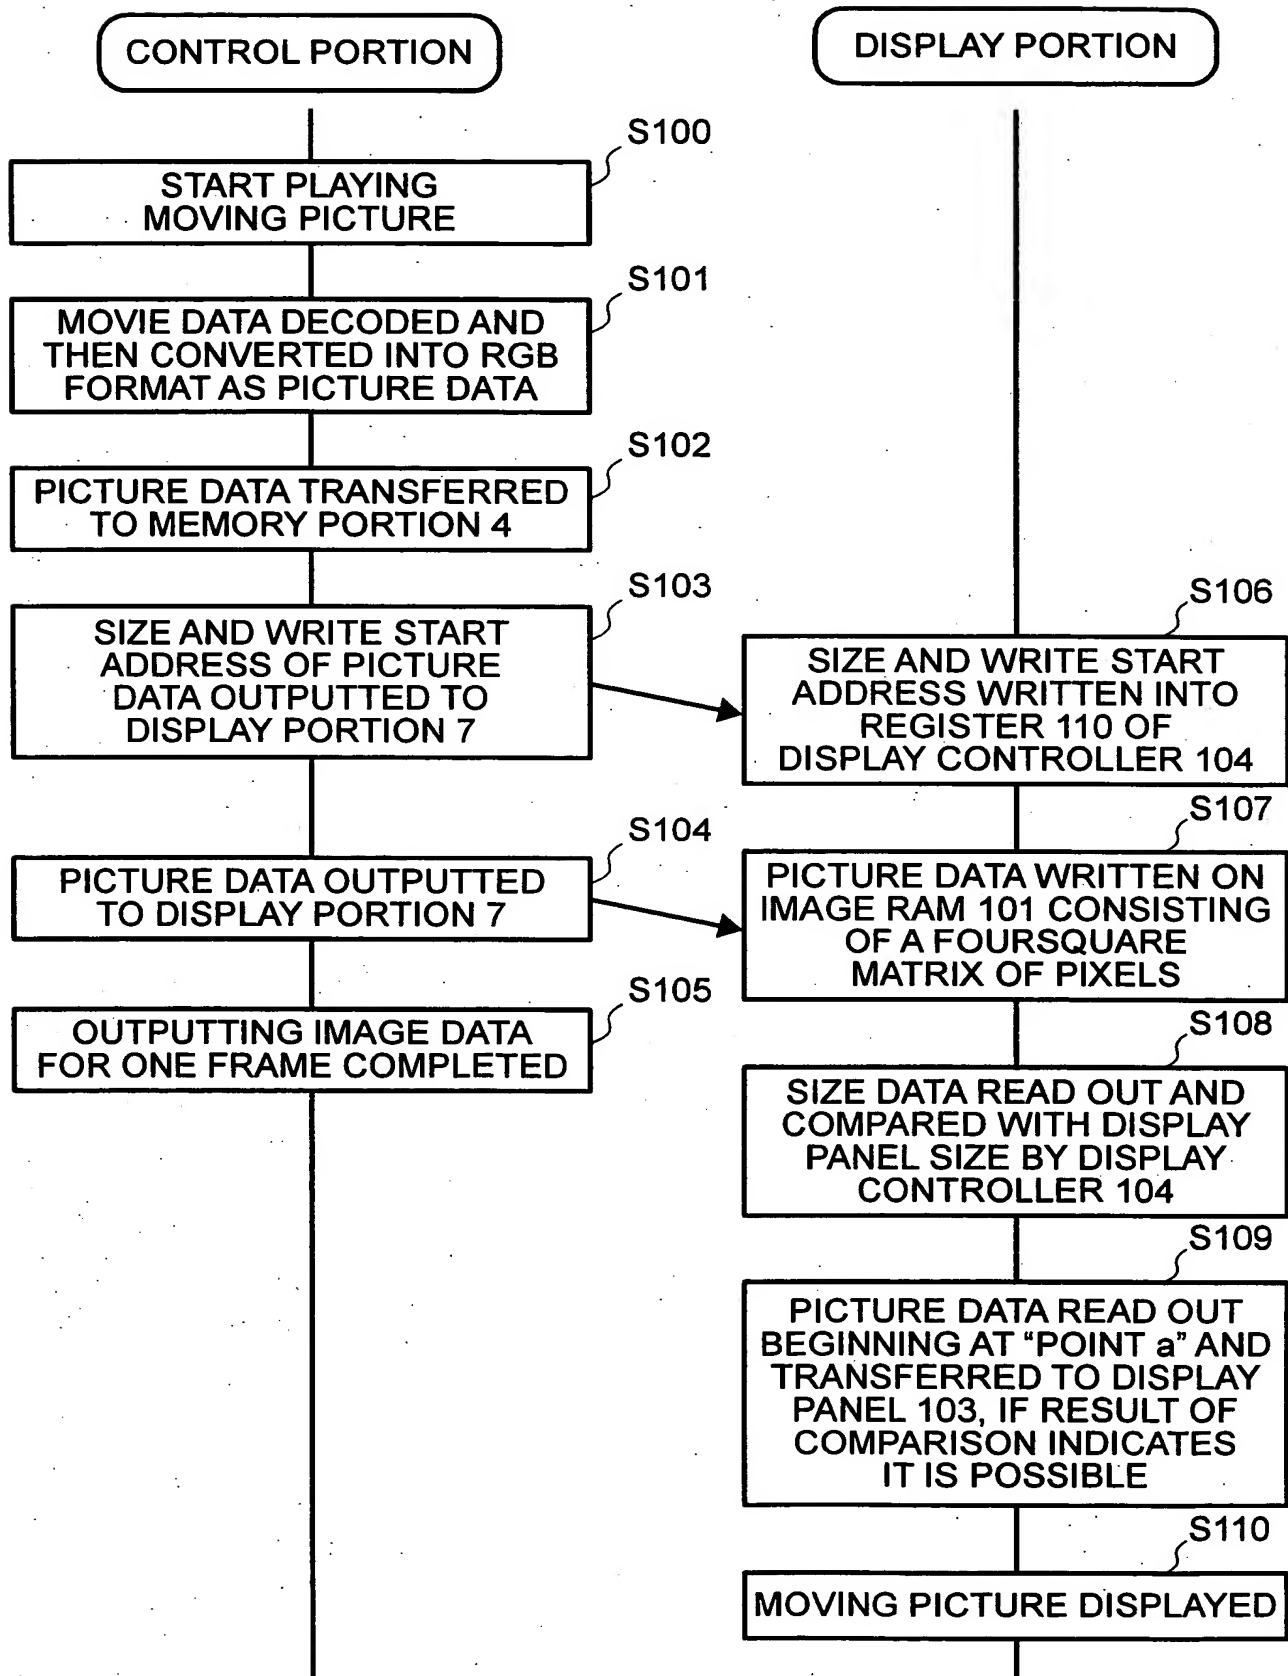 CONTROL PORTION
S100
START PLAYING
MOVING PICTURE
S101
MOVIE DATA DECODED AND
THEN CONVERTED INTO RGB
FORMAT AS PICTURE DATA
S102
PICTURE DATA TRANSFERRED
TO MEMORY PORTION 4
S103
SIZE AND WRITE START
ADDRESS OF PICTURE
DATA OUTPUTTED TO
DISPLAY PORTION 7
S104
PICTURE DATA OUTPUTTED
TO DISPLAY PORTION 7
S105
OUTPUTTING IMAGE DATA
FOR ONE FRAME COMPLETED
DISPLAY PORTION
S106
SIZE AND WRITE START
ADDRESS WRITTEN INTO
REGISTER 110 OF
DISPLAY CONTROLLER 104
S107
PICTURE DATA WRITTEN ON
IMAGE RAM 101 CONSISTING
OF A FOURSQUARE
MATRIX OF PIXELS
S108
SIZE DATA READ OUT AND
COMPARED WITH DISPLAY
PANEL SIZE BY DISPLAY
CONTROLLER 104
S109
PICTURE DATA READ OUT
BEGINNING AT “POINT a” AND
TRANSFERRED TO DISPLAY
PANEL 103, IF RESULT OF
COMPARISON INDICATES
IT IS POSSIBLE
S110
MOVING PICTURE DISPLAYED